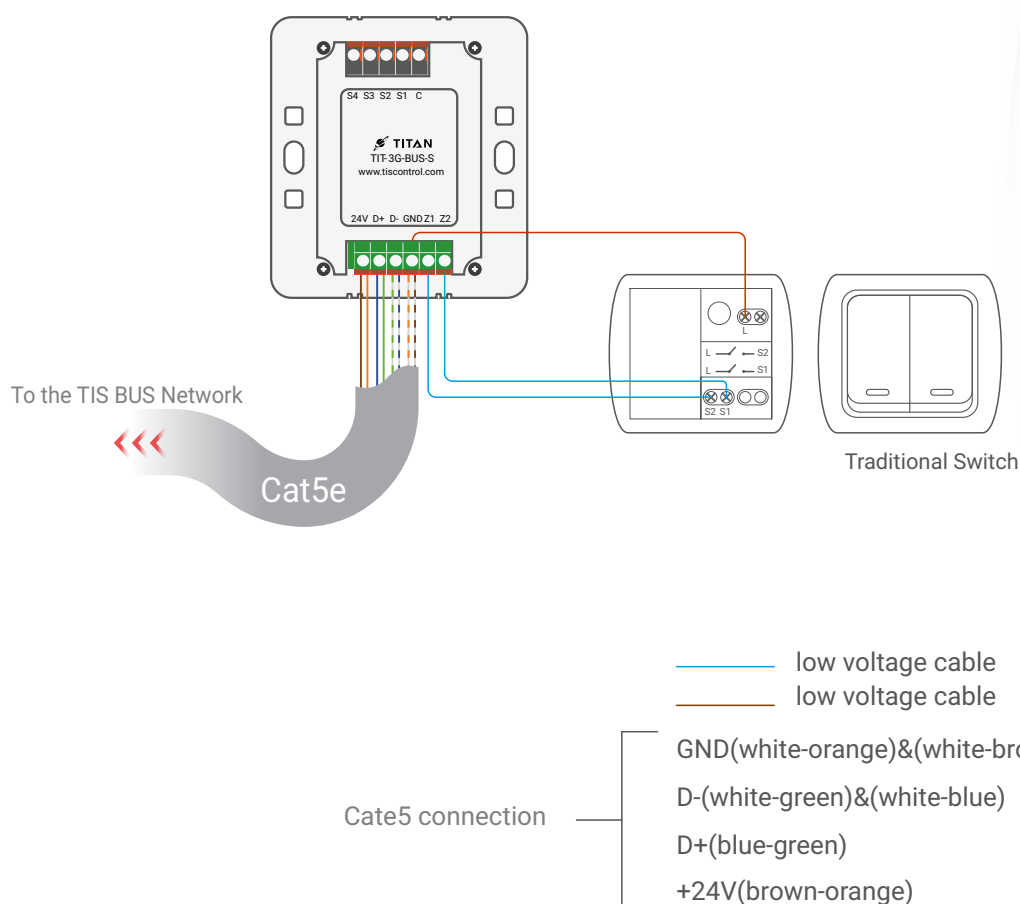 S4 S3 S2 S1 C
TITAN
TIT-3G-BUS-S
www.tiscontrol.com
24V D+ D- GND Z1 Z2
L
L S2
L S1
S2 S1
To the TIS BUS Network
Cat5e
Traditional Switch
low voltage cable
low voltage cable
GND(white-orange)&(white-bro
Cate5 connection
D-(white-green)&(white-blue)
D+(blue-green)
+24V(brown-orange)